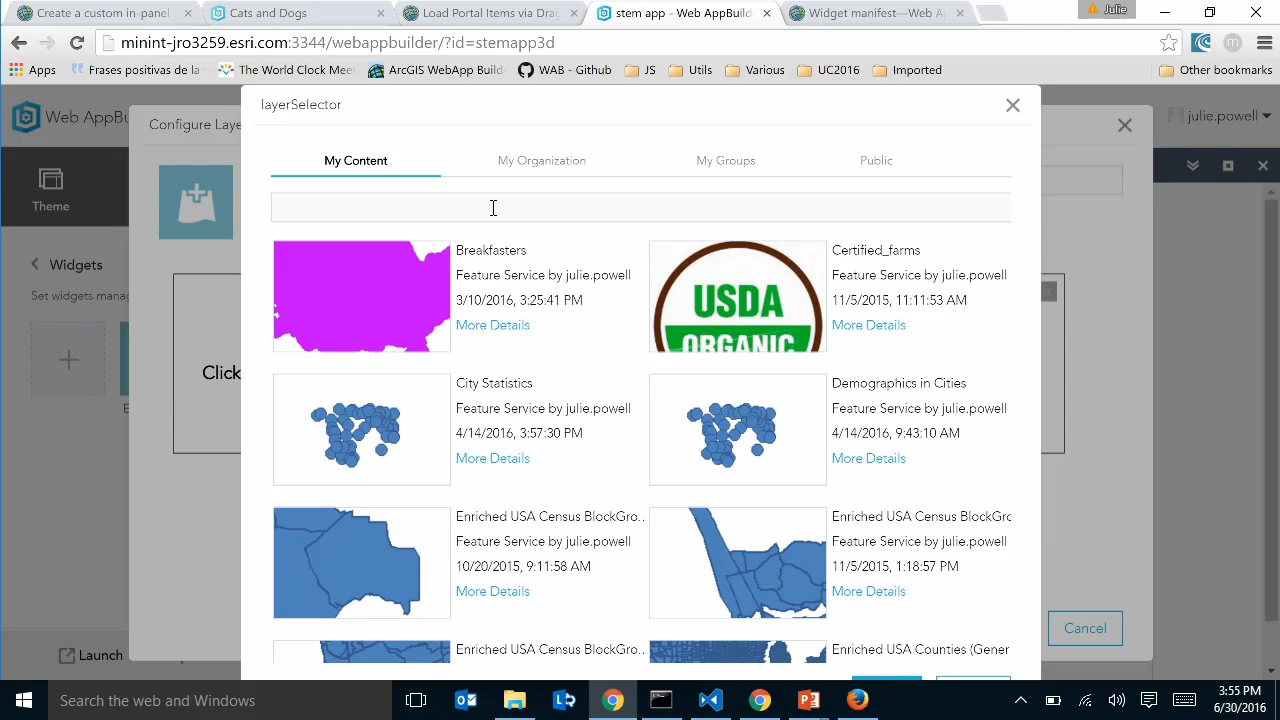 Create a custom in-panel
Cats and Dogs
Load Portal Items via Drag
stem app - Web AppBuild
Widget manifest—Web A
Julie
minint-jro3259.esri.com:3344/webappbuilder/?id=stemapp3d
Apps
Frases positivas de la
The World Clock Meet
ArcGIS WebApp Build
WAB - Github
JS
Utils
Various
UC2016
Imported
Other bookmarks
Web AppBu
Configure Laye
layerSelector
julie.powell
Theme
My Content
My Organization
My Groups
Public
Widgets
Set widgets manag
Click
Breakfasters
Feature Service by julie.powell
3/10/2016, 3:25:41 PM
More Details
USDA
ORGANIC
Certified_farms
Feature Service by julie.powell
11/5/2015, 11:11:53 AM
More Details
City Statistics
Feature Service by julie.powell
4/14/2016, 3:57:30 PM
More Details
Demographics in Cities
Feature Service by julie.powell
4/14/2016, 9:43:10 AM
More Details
Enriched USA Census BlockGro..
Feature Service by julie.powell
10/20/2015, 9:11:58 AM
More Details
Enriched USA Census BlockGro
Feature Service by julie.powell
11/5/2015, 1:18:57 PM
More Details
Enriched USA Census BlockGro..
Enriched USA Counties (Gener
Cancel
Launch
Search the web and Windows
3:55 PM
6/30/2016